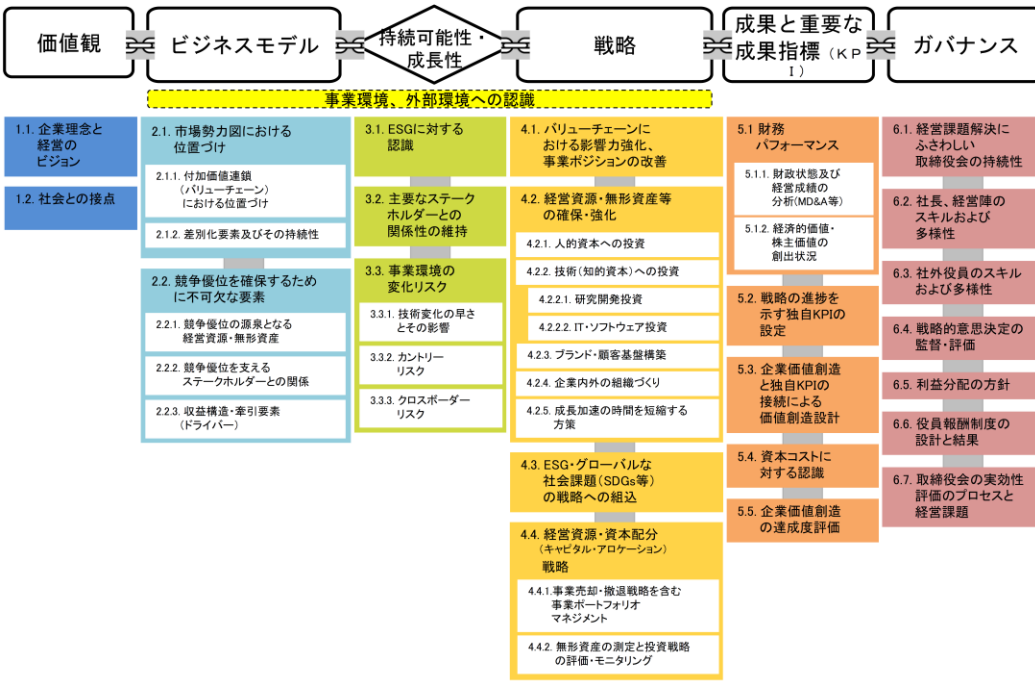 価値観
ビジネスモデル
持続可能性・
成長性
戦略
成果と重要な
成果指標（ＫＰ
Ｉ）
ガバナンス
事業環境、外部環境への認識
1.1. 企業理念と
経営の
ビジョン
1.2. 社会との接点
2.1. 市場勢力図における
位置づけ
2.1.1. 付加価値連鎖
（バリューチェーン）
における位置づけ
2.1.2. 差別化要素及びその持続性
2.2. 競争優位を確保するため
に不可欠な要素
2.2.1. 競争優位の源泉となる
経営資源・無形資産
2.2.2. 競争優位を支える
ステークホルダーとの関係
2.2.3. 収益構造・牽引要素
（ドライバー）
3.1. ESGに対する
認識
3.2. 主要なステーク
ホルダーとの
関係性の維持
3.3. 事業環境の
変化リスク
3.3.1. 技術変化の早さ
とその影響
3.3.2. カントリー
リスク
3.3.3. クロスボーダー
リスク
4.1. バリューチェーンに
おける影響力強化、
事業ポジションの改善
4.2. 経営資源・無形資産等
の確保・強化
4.2.1. 人的資本への投資
4.2.2. 技術（知的資本）への投資
4.2.2.1. 研究開発投資
4.2.2.2. IT・ソフトウェア投資
4.2.3. ブランド・顧客基盤構築
4.2.4. 企業内外の組織づくり
4.2.5. 成長加速の時間を短縮する
方策
4.3. ESG・グローバルな
社会課題（SDGs等）
の戦略への組込
4.4. 経営資源・資本配分
（キャピタル・アロケーション）
戦略
4.4.1.事業売却・撤退戦略を含む
事業ポートフォリオ
マネジメント
4.4.2. 無形資産の測定と投資戦略
の評価・モニタリング
5.1 財務
パフォーマンス
5.1.1. 財政状態及び
経営成績の
分析（MD&A等）
5.1.2. 経済的価値・
株主価値の
創出状況
5.2. 戦略の進捗を
示す独自KPIの
設定
5.3. 企業価値創造
と独自KPIの
接続による
価値創造設計
5.4. 資本コストに
対する認識
5.5. 企業価値創造
の達成度評価
6.1. 経営課題解決に
ふさわしい
取締役会の持続性
6.2. 社長、経営陣の
スキルおよび
多様性
6.3. 社外役員のスキル
および多様性
6.4. 戦略的意思決定の
監督・評価
6.5. 利益分配の方針
6.6. 役員報酬制度の
設計と結果
6.7. 取締役会の実効性
評価のプロセスと
経営課題